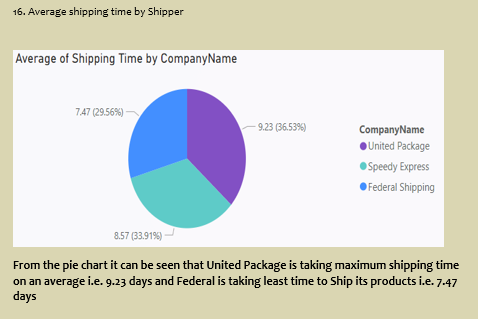 16. Average shipping time by Shipper
Average of Shipping Time by CompanyName
7.47 (29.56%)
9.23 (36.53%)
8.57 (33.91%)
CompanyName
United Package
Speedy Express
Federal Shipping
From the pie chart it can be seen that United Package is taking maximum shipping time
on an average i.e. 9.23 days and Federal is taking least time to Ship its products i.e. 7.47
days